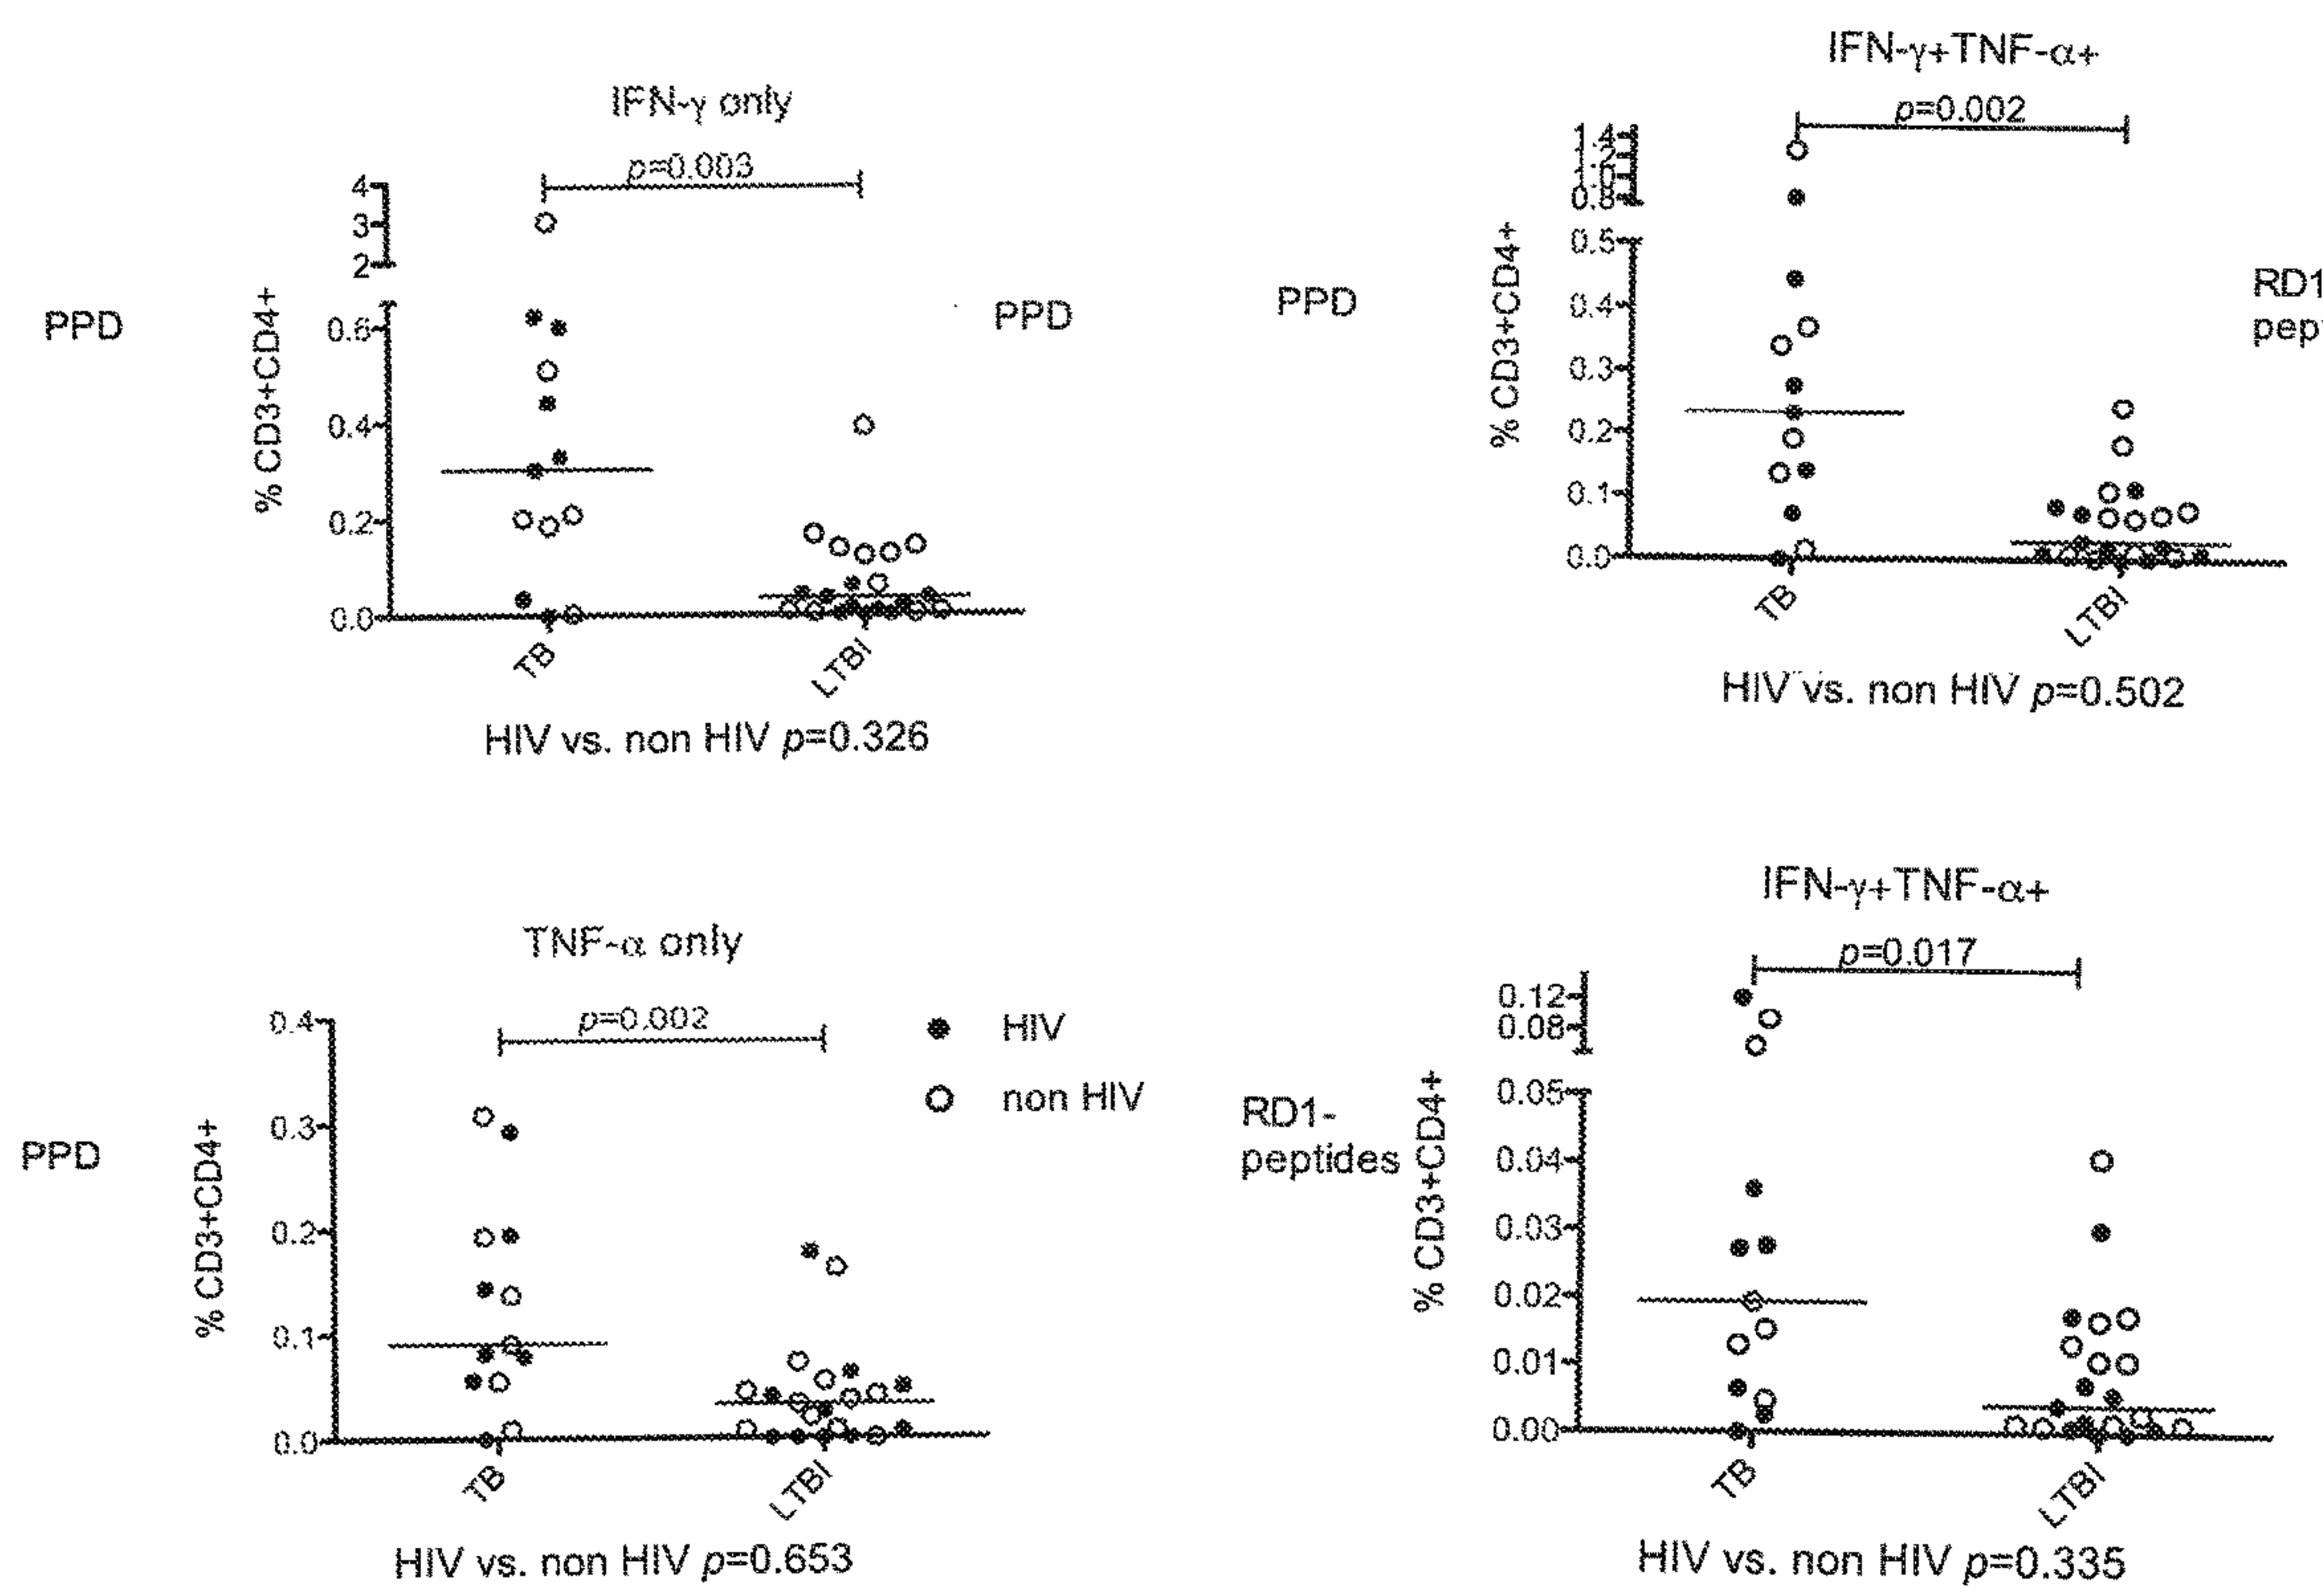 IFN-γ only
p=0.003
4
3
2
PPD
% CD3+CD4+
0.6
0.4
0.2
0.0
TB
LTBI
HIV vs. non HIV p=0.326
PPD
IFN-γ+TNF-α+
p=0.002
1.4
1.2
1.0
0.8
PPD
% CD3+CD4+
0.5
0.4
0.3
0.2
0.1
0.0
TB
LTBI
HIV vs. non HIV p=0.502
RD1
pep
TNF-α only
p=0.002
PPD
% CD3+CD4+
0.4
0.3
0.2
0.1
0.0
TB
LTBI
HIV vs. non HIV p=0.653
HIV
non HIV
IFN-γ+TNF-α+
p=0.017
RD1-
peptides
% CD3+CD4+
0.12
0.08
0.05
0.04
0.03
0.02
0.01
0.00
TB
LTBI
HIV vs. non HIV p=0.335